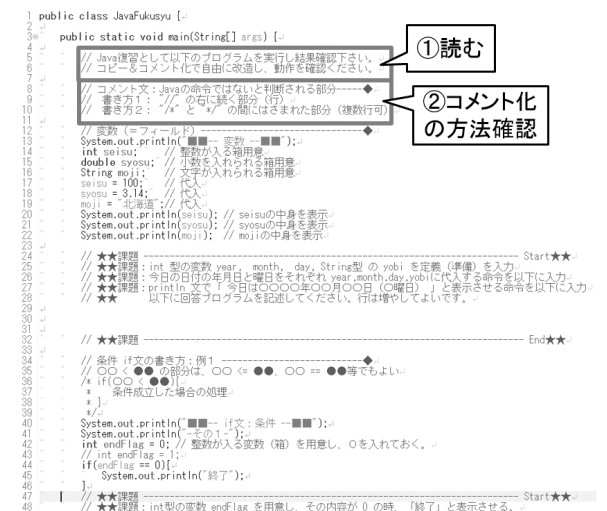 1 public class JavaFukusyu {
2
3 public static void main(String[] args) {
4
5 // Java復習として以下のプログラムを実行し結果確認下さい。
6 // コピー＆コメント化で自由に改造し、動作を確認ください。
7
8 // コメント文：Javaの命令ではないと判断される部分-----◆
9 // 書き方１： "//" の右に続く部分（行）
10 // 書き方２： "/*" と "*/" の間にはさまれた部分（複数行可）
11
12 // 変数（＝フィールド）--------------------◆
13 System.out.println("■■-- 変数 --■■");
14 int seisu; // 整数が入る箱用意
15 double syosu; // 小数を入れられる箱用意
16 String moji; // 文字が入れられる箱用意
17 seisu = 100; // 代入
18 syosu = 3.14; // 代入
19 moji = "北海道";// 代入
20 System.out.println(seisu); // seisuの中身を表示
21 System.out.println(syosu); // syosuの中身を表示
22 System.out.println(moji); // mojiの中身を表示
23
24 // ★★課題 ------------------------------------------------------- Start★★
25 // ★★課題：int 型の変数 year, month, day, String型 の yobi を定義（準備）を入力
26 // ★★課題：今日の日付の年月日と曜日をそれぞれ year,month,day,yobiに代入する命令を以下に入力
27 // ★★課題：println 文で「 今日は〇〇〇〇年〇〇月〇〇日（〇曜日） 」と表示させる命令を以下に入力
28 // ★★ 以下に回答プログラムを記述してください。行は増やしてよいです。
29
30
31
32 // ★★課題 ------------------------------------------------------- End★★
33
34 // 条件 if文の書き方：例１ --------------------◆
35 // 〇〇 < ●● の部分は、〇〇 <= ●●、〇〇 == ●●等でもよい
36 /* if(〇〇 < ●●){
37 * 条件成立した場合の処理
38 * }
39 */
40 System.out.println("■■-- if文：条件 --■■");
41 System.out.println("-その１-");
42 int endFlag = 0; // 整数が入る変数（箱）を用意し、０を入れておく。
43 // int endFlag = 1;
44 if(endFlag == 0){
45 System.out.println("終了");
46 }
47 // ★★課題 ------------------------------------------------------- Start★★
48 // ★★課題：int型の変数 endFlag を用意し、その内容が 0 の時、「終了」と表示させる。
①読む
②コメント化
の方法確認